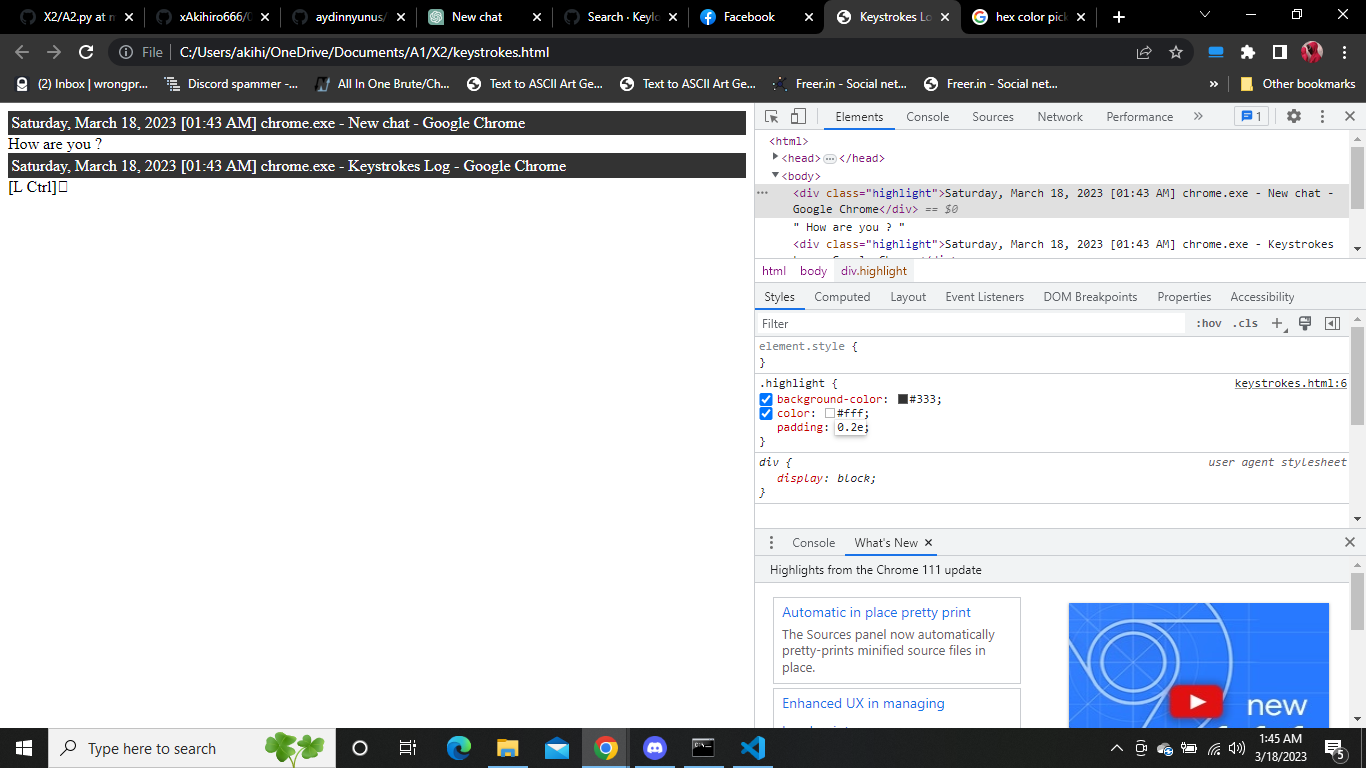 X2/A2.py at m
xAkihiro666/
aydinnyunus/
New chat
Search · Keylo
Facebook
Keystrokes Lo
hex color pick
File
C:/Users/akihi/OneDrive/Documents/A1/X2/keystrokes.html
(2) Inbox | wrongpr...
Discord spammer -...
All In One Brute/Ch...
Text to ASCII Art Ge...
Text to ASCII Art Ge...
Freer.in - Social net...
Freer.in - Social net...
»
Other bookmarks
Saturday, March 18, 2023 [01:43 AM] chrome.exe - New chat - Google Chrome
How are you ?
Saturday, March 18, 2023 [01:43 AM] chrome.exe - Keystrokes Log - Google Chrome
[L Ctrl]
Elements
Console
Sources
Network
Performance
»
1
<html>
<head>…</head>
<body>
<div class="highlight">Saturday, March 18, 2023 [01:43 AM] chrome.exe - New chat -
Google Chrome</div> == $0
" How are you ? "
<div class="highlight">Saturday, March 18, 2023 [01:43 AM] chrome.exe - Keystrokes
html
body
div.highlight
Styles
Computed
Layout
Event Listeners
DOM Breakpoints
Properties
Accessibility
Filter
:hov
.cls
+
element.style {
}
.highlight {
keystrokes.html:6
background-color: #333;
color: #fff;
padding: 0.2e;
}
div {
user agent stylesheet
display: block;
}
Console
What's New
Highlights from the Chrome 111 update
Automatic in place pretty print
The Sources panel now automatically
pretty-prints minified source files in
place.
Enhanced UX in managing
new
Type here to search
1:45 AM
3/18/2023
5